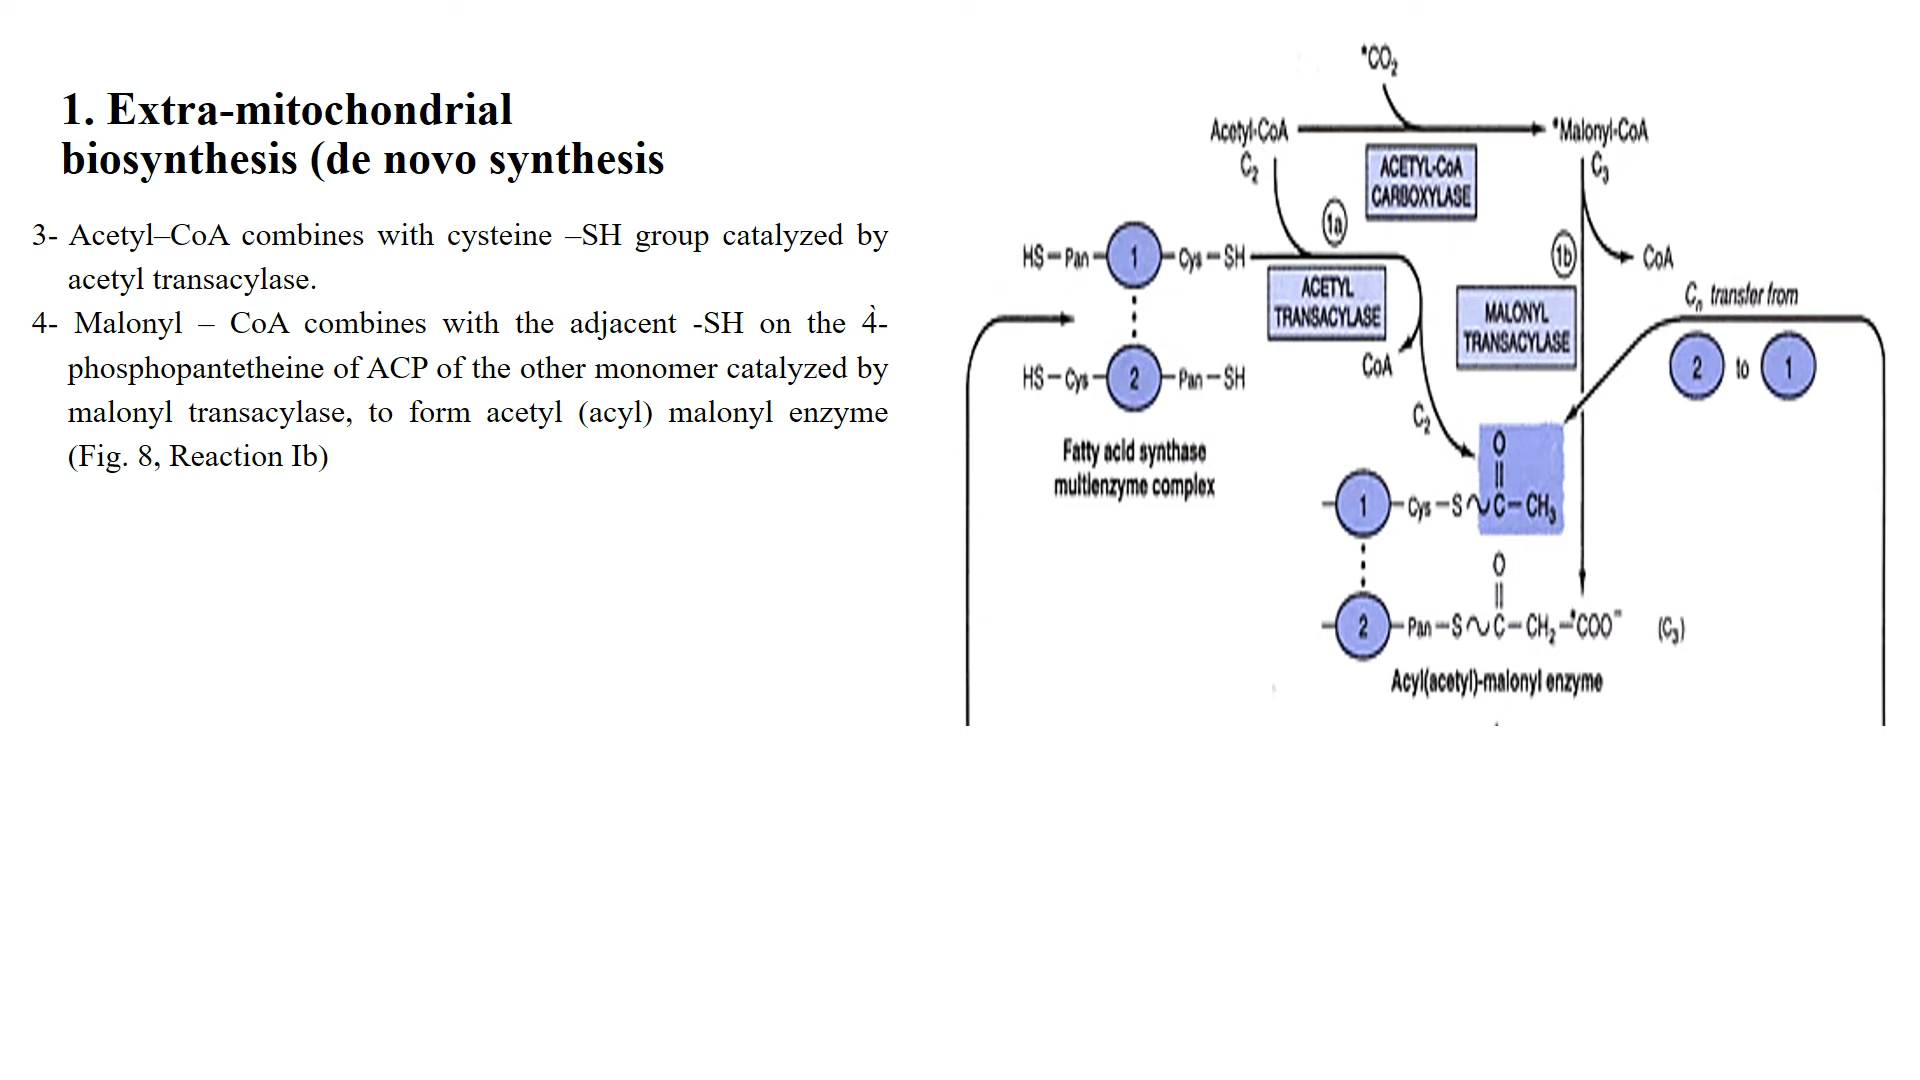 1. Extra-mitochondrial
biosynthesis (de novo synthesis
3- Acetyl–CoA combines with cysteine –SH group catalyzed by
acetyl transacylase.
4- Malonyl – CoA combines with the adjacent -SH on the 4̀-
phosphopantetheine of ACP of the other monomer catalyzed by
malonyl transacylase, to form acetyl (acyl) malonyl enzyme
(Fig. 8, Reaction Ib)
*CO₂
Acetyl-CoA
*Malonyl-CoA
C₂
C₃
ACETYL-CoA
CARBOXYLASE
1a
1b
HS–Pan–1–Cys–SH
CoA
ACETYL
TRANSACYLASE
MALONYL
TRANSACYLASE
Cₙ transfer from
2 to 1
CoA
HS–Cys–2–Pan–SH
C₂
Fatty acid synthase
multienzyme complex
O
1–Cys–S~C–CH₃
O
2–Pan–S~C–CH₂–*COO⁻ (C₃)
Acyl(acetyl)-malonyl enzyme